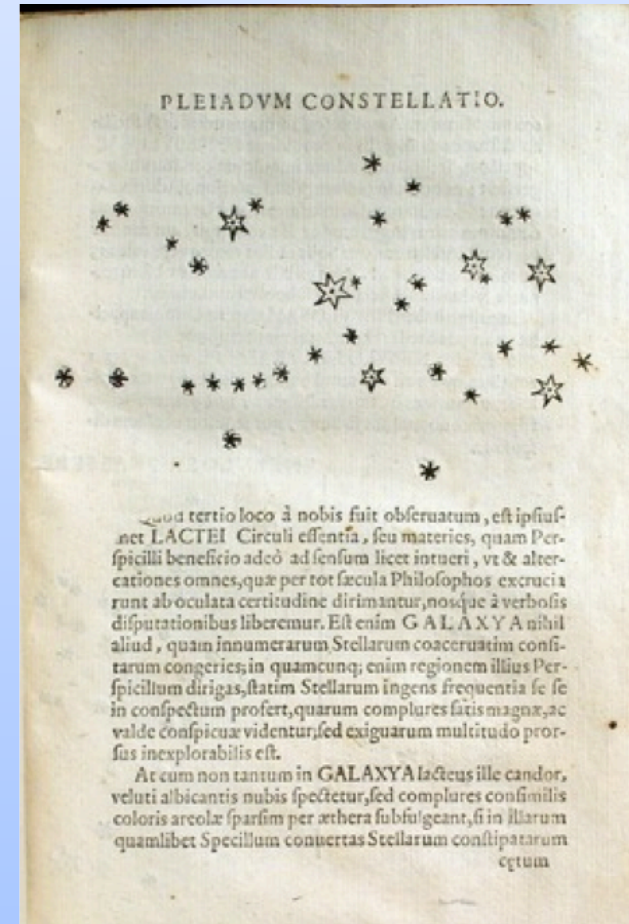 PLEIADVM CONSTELLATIO.
Quod tertio loco à nobis fuit obſeruatum, eſt ipſiuſ-
met LACTEI Circuli eſſentia, ſeu materies, quam Per-
ſpicilli beneficio adeò ad ſenſum licet intueri, vt & alter-
cationes omnes, quæ per tot ſæcula Philoſophos excrucia
runt ab oculata certitudine dirimantur, nosque à verboſis
diſputationibus liberemur. Eſt enim GALAXYA nihil
aliud, quam innumerarum Stellarum coaceruatim conſi-
tarum congeries; in quamcunq; enim regionem illius Per-
ſpicillum dirigas, ſtatim Stellarum ingens frequentia ſe ſe
in conſpectum profert, quarum complures ſatis magnæ, ac
valde conſpicuæ videntur; ſed exiguarum multitudo pror-
ſus inexplorabilis eſt.
At cum non tantum in GALAXYA lacteus ille candor,
veluti albicantis nubis ſpectetur, ſed complures conſimilis
coloris areolæ ſparſim per æthera ſubfulgeant, ſi in illarum
quamlibet Specillum conuertas Stellarum conſtipatarum
cętum